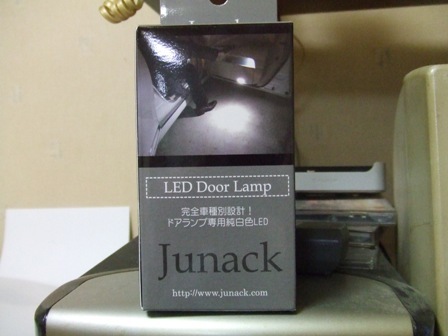 LED Door Lamp
完全車種別設計！
ドアランプ専用純白色LED
Junack
http://www.junack.com